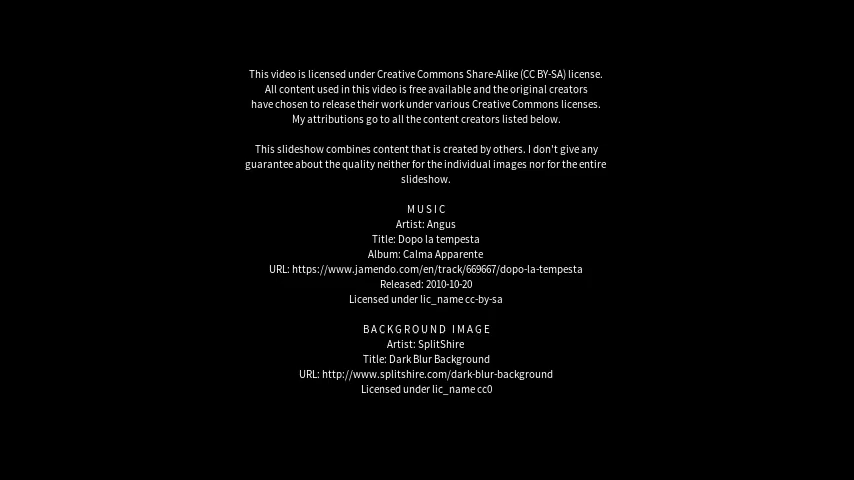 This video is licensed under Creative Commons Share-Alike (CC BY-SA) license.
All content used in this video is free available and the original creators
have chosen to release their work under various Creative Commons licenses.
My attributions go to all the content creators listed below.
This slideshow combines content that is created by others. I don't give any
guarantee about the quality neither for the individual images nor for the entire
slideshow.
M U S I C
Artist: Angus
Title: Dopo la tempesta
Album: Calma Apparente
URL: https://www.jamendo.com/en/track/669667/dopo-la-tempesta
Released: 2010-10-20
Licensed under lic_name cc-by-sa
B A C K G R O U N D   I M A G E
Artist: SplitShire
Title: Dark Blur Background
URL: http://www.splitshire.com/dark-blur-background
Licensed under lic_name cc0